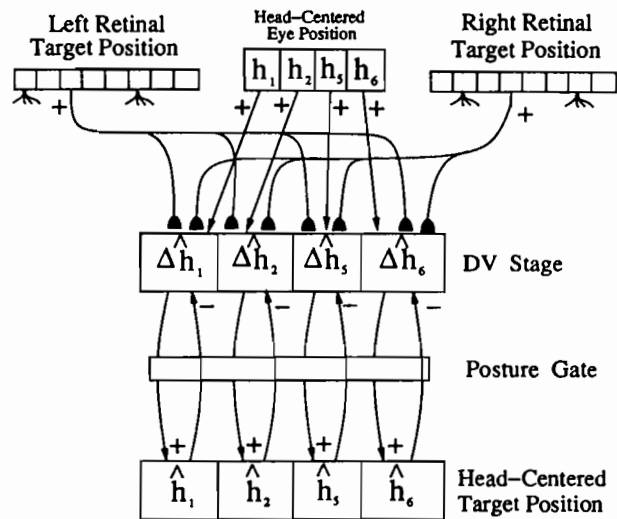 Left Retinal
Target Position
Head–Centered
Eye Position
Right Retinal
Target Position
h₁ h₂ h₅ h₆
+ + + + + +
Δĥ₁ Δĥ₂ Δĥ₅ Δĥ₆
DV Stage
− − − −
Posture Gate
+ + + +
ĥ₁ ĥ₂ ĥ₅ ĥ₆
Head–Centered
Target Position